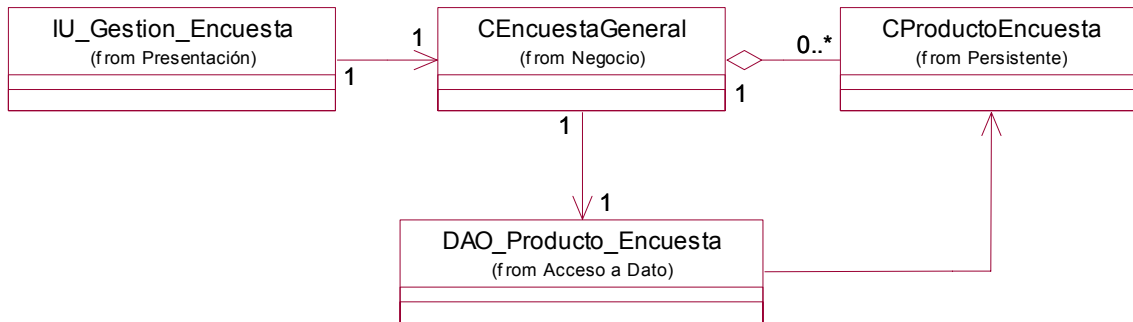 IU_Gestion_Encuesta
(from Presentación)
1
1
CEncuestaGeneral
(from Negocio)
1
0..*
CProductoEncuesta
(from Persistente)
1
1
DAO_Producto_Encuesta
(from Acceso a Dato)